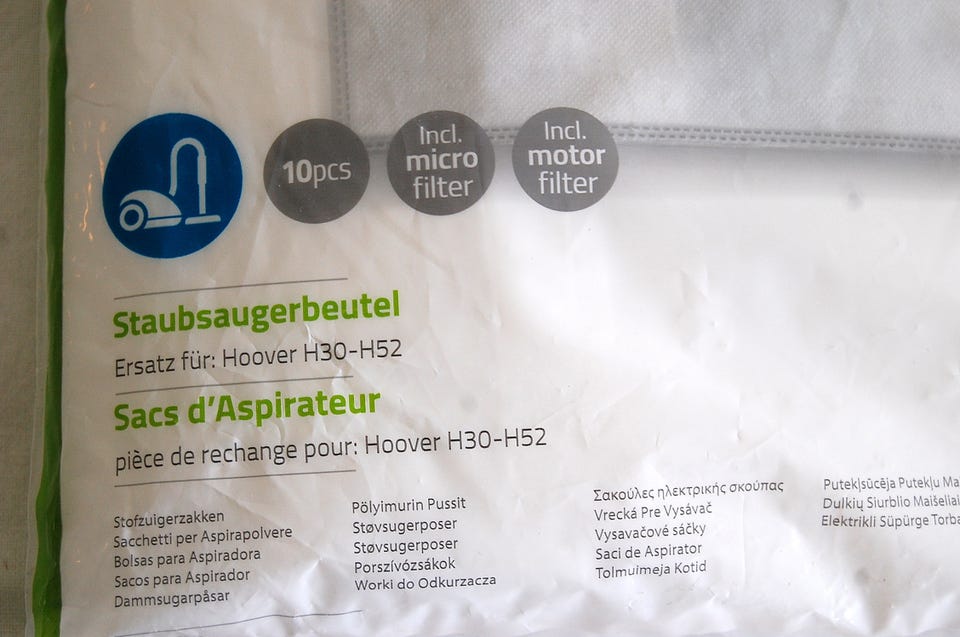 10pcs
Incl.
micro
filter
Incl.
motor
filter
Staubsaugerbeutel
Ersatz für: Hoover H30-H52
Sacs d'Aspirateur
pièce de rechange pour: Hoover H30-H52
Stofzuigerzakken
Sacchetti per Aspirapolvere
Bolsas para Aspiradora
Sacos para Aspirador
Dammsugarpåsar
Pölyimurin Pussit
Støvsugerposer
Støvsugerposer
Porszívózsákok
Worki do Odkurzacza
Σακούλες ηλεκτρικής σκούπας
Vrecká Pre Vysávač
Vysavačové sáčky
Saci de Aspirator
Tolmuimeja Kotid
Putekļsūcēja Putekļu
Dulkių Siurblio Maišeliai
Elektrikli Süpürge